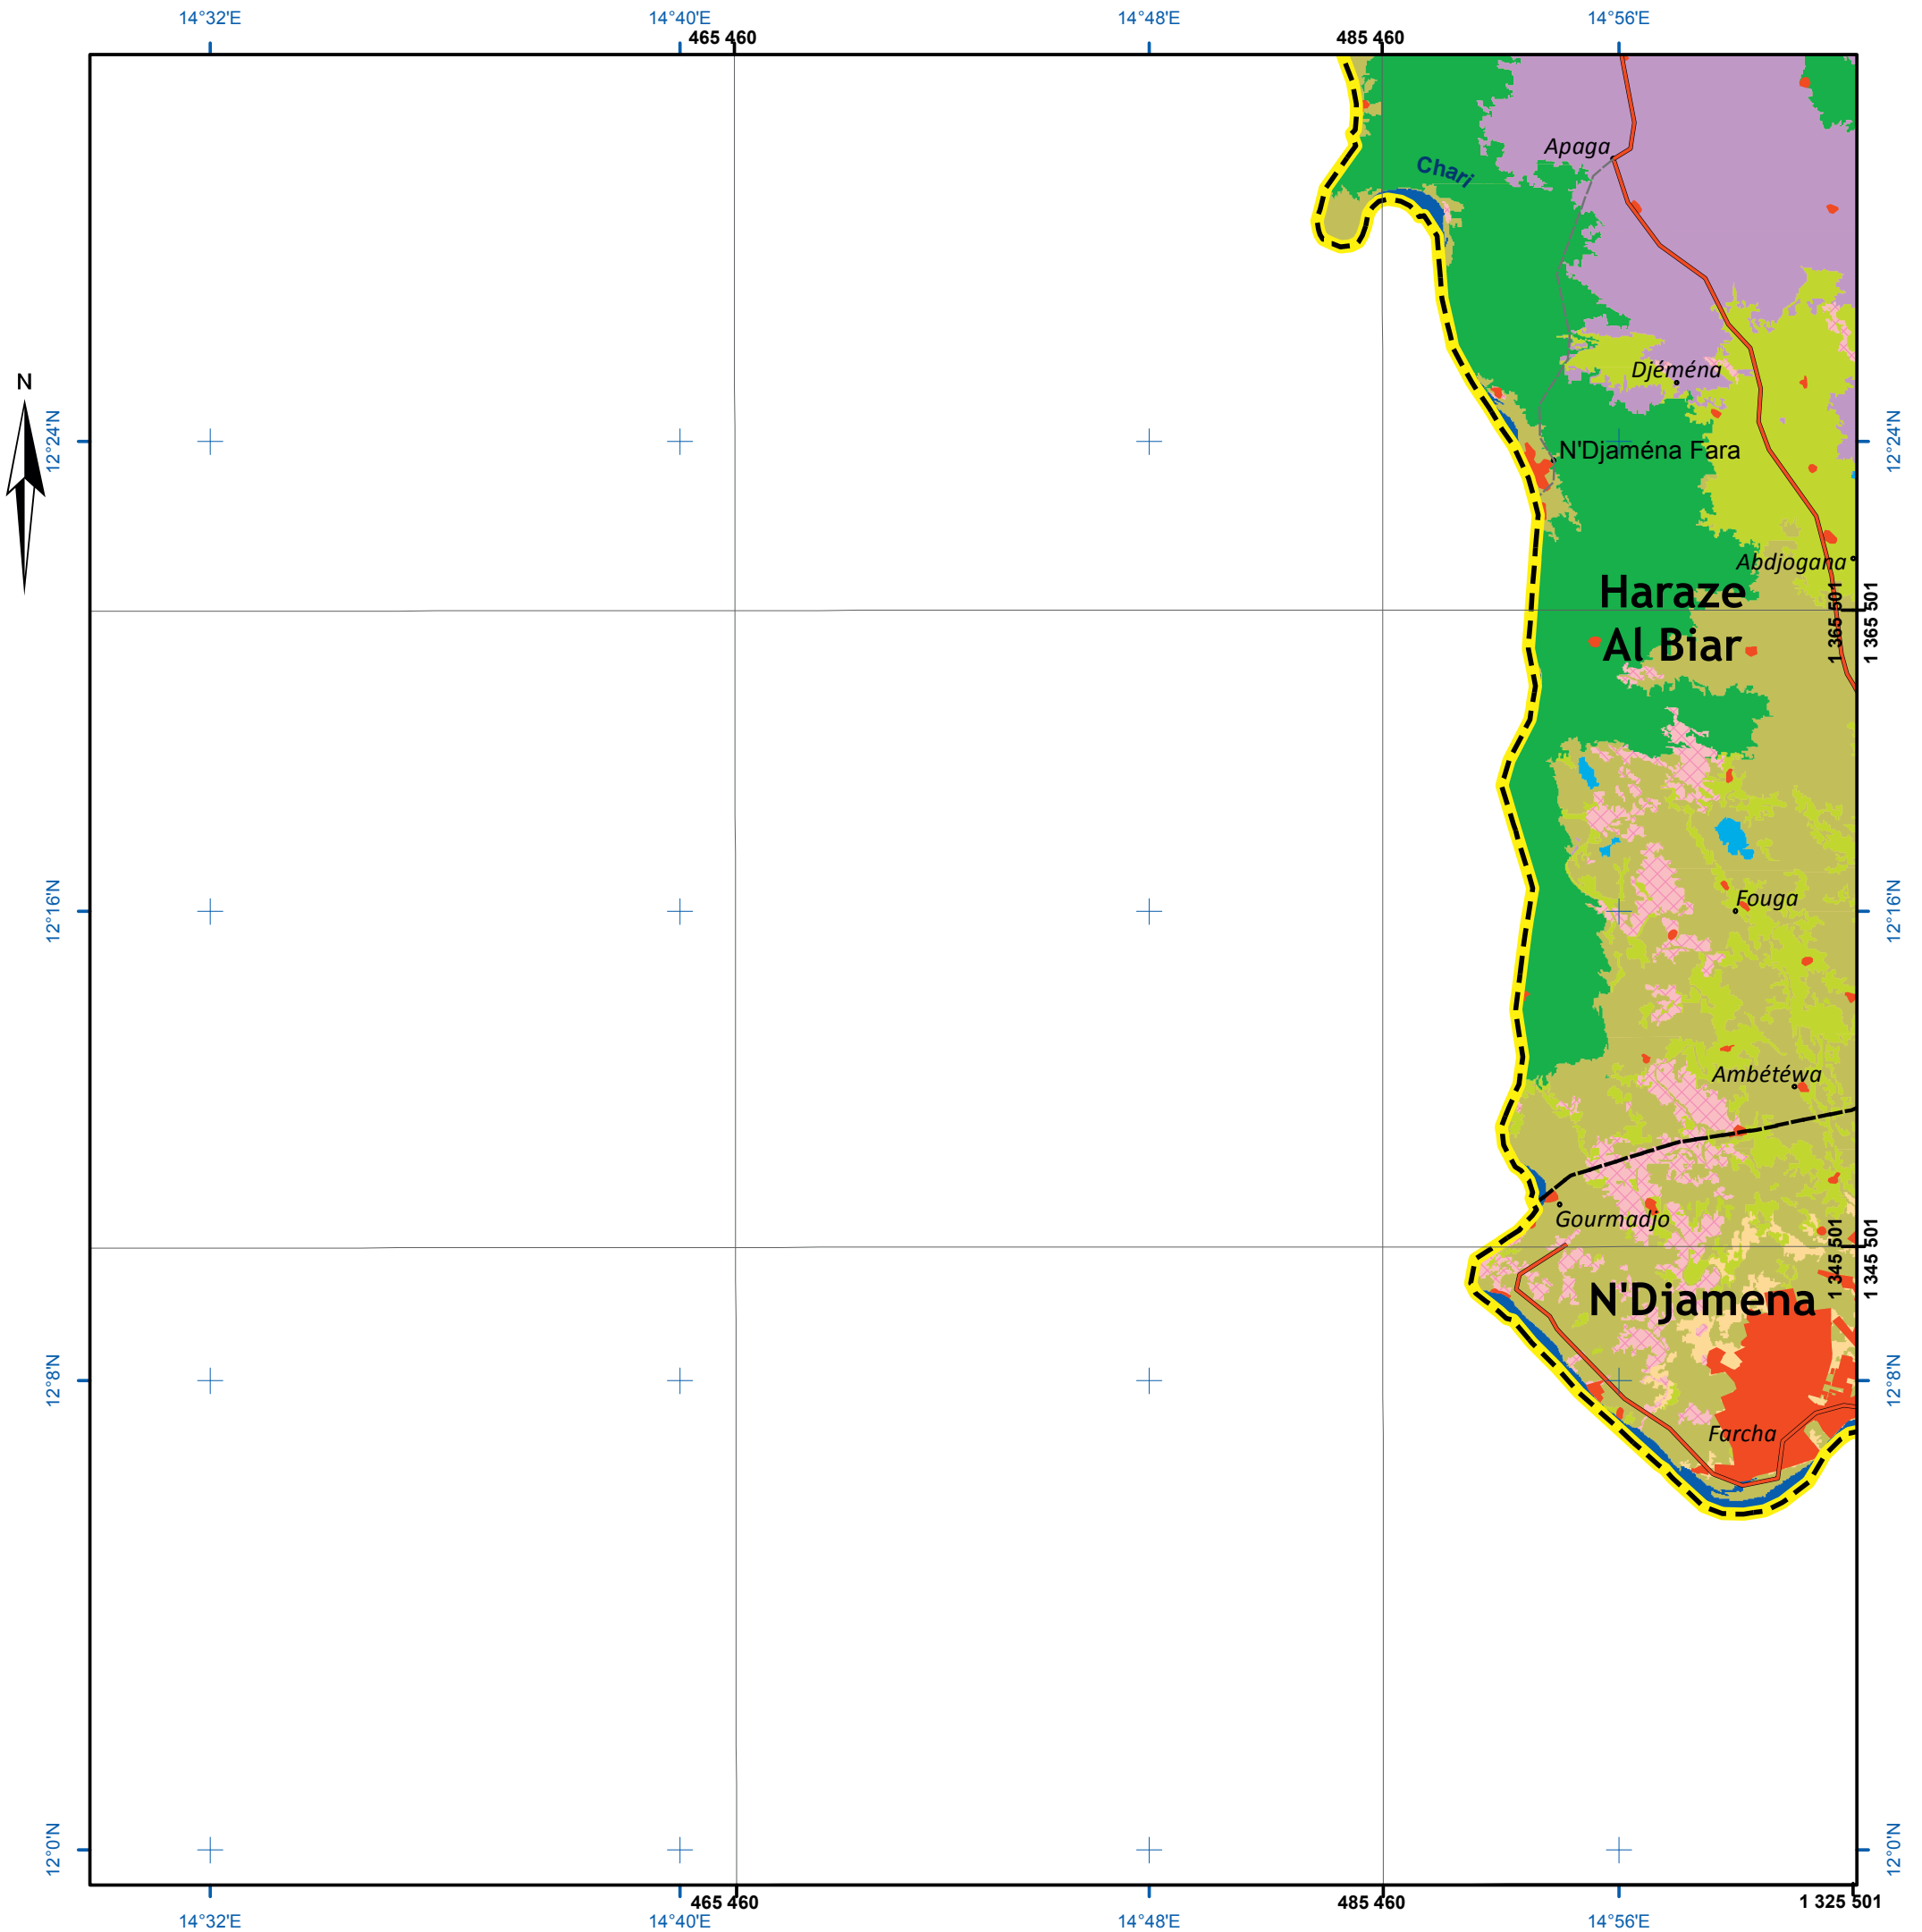 14°32'E
14°40'E
14°48'E
14°56'E
465 460
485 460
Apaga
Chari
N
Djéména
12°24'N
12°24'N
N'Djaména Fara
Abdjogana
Haraze
Al Biar
1 365 501
1 365 501
Fouga
12°16'N
12°16'N
Ambétéwa
Gourmadjo
1 345 501
1 345 501
N'Djamena
12°8'N
12°8'N
Farcha
12°0'N
12°0'N
465 460
485 460
1 325 501
14°32'E
14°40'E
14°48'E
14°56'E